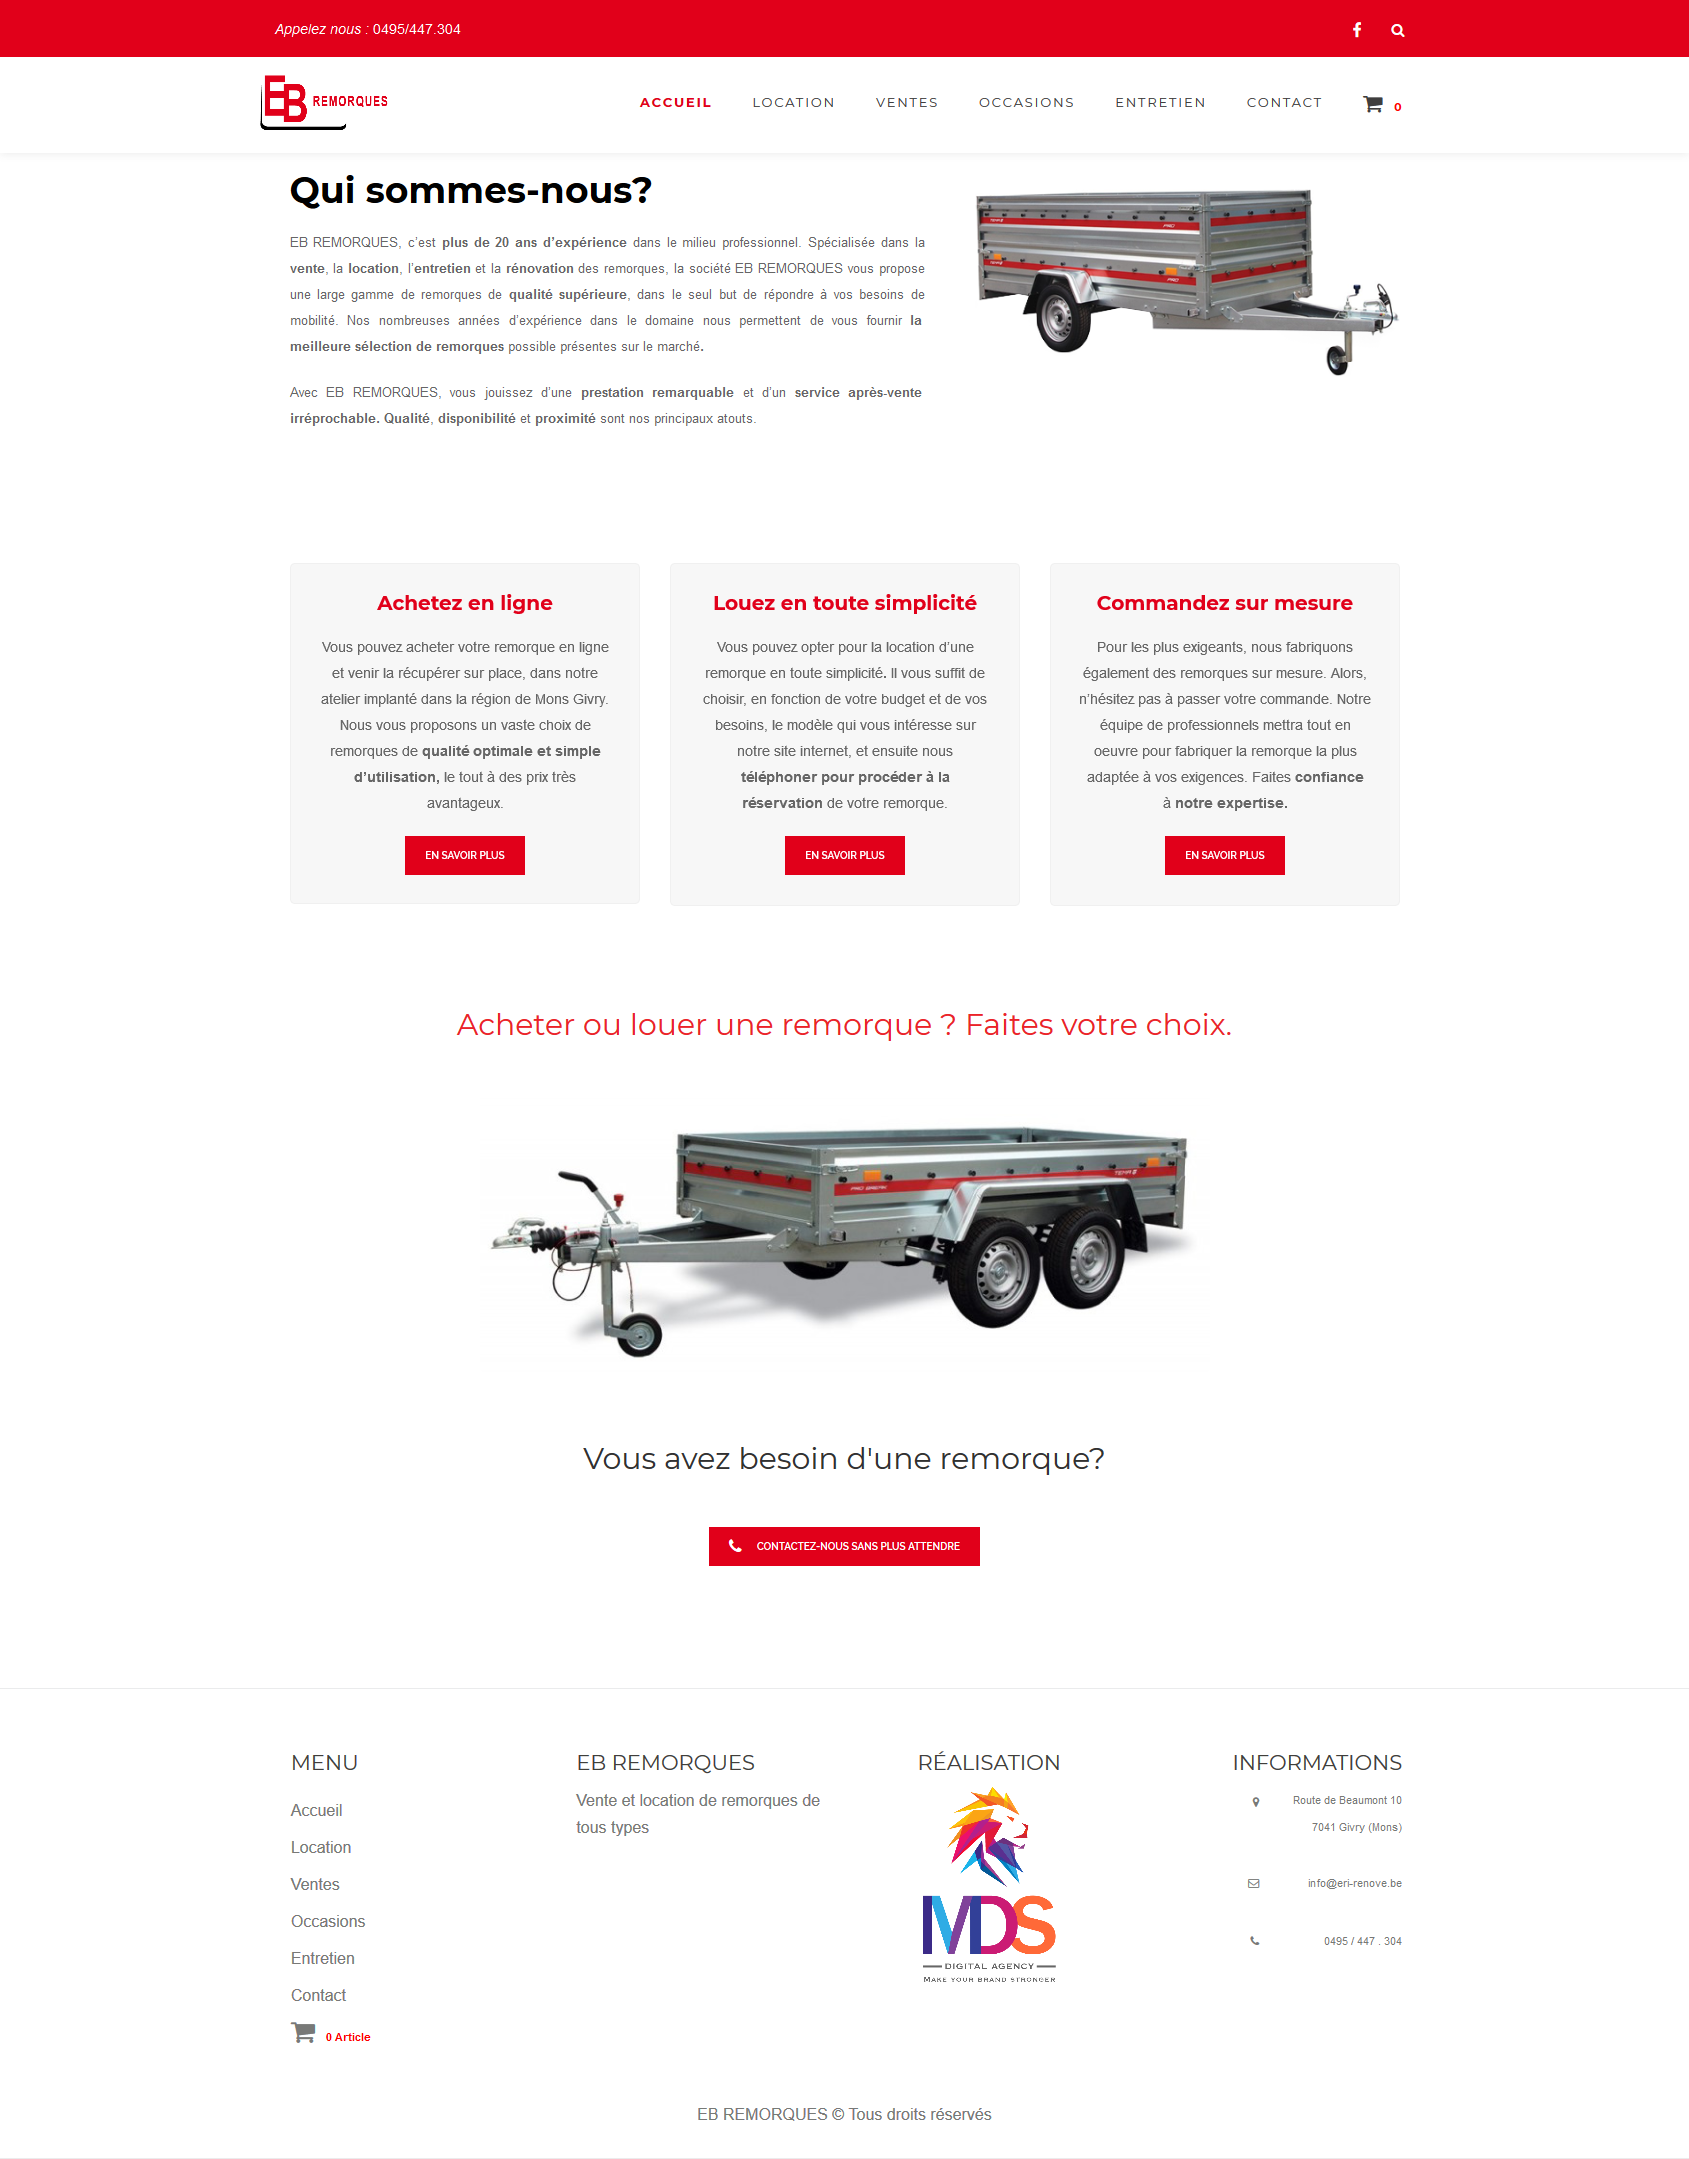 Appelez nous : 0495/447.304
EB REMORQUES
ACCUEIL LOCATION VENTES OCCASIONS ENTRETIEN CONTACT 0
Qui sommes-nous?
EB REMORQUES, c’est plus de 20 ans d’expérience dans le milieu professionnel. Spécialisée dans la
vente, la location, l’entretien et la rénovation des remorques, la société EB REMORQUES vous propose
une large gamme de remorques de qualité supérieure, dans le seul but de répondre à vos besoins de
mobilité. Nos nombreuses années d’expérience dans le domaine nous permettent de vous fournir la
meilleure sélection de remorques possible présentes sur le marché.
Avec EB REMORQUES, vous jouissez d’une prestation remarquable et d’un service après-vente
irréprochable. Qualité, disponibilité et proximité sont nos principaux atouts.
Achetez en ligne
Vous pouvez acheter votre remorque en ligne
et venir la récupérer sur place, dans notre
atelier implanté dans la région de Mons Givry.
Nous vous proposons un vaste choix de
remorques de qualité optimale et simple
d’utilisation, le tout à des prix très
avantageux.
EN SAVOIR PLUS
Louez en toute simplicité
Vous pouvez opter pour la location d’une
remorque en toute simplicité. Il vous suffit de
choisir, en fonction de votre budget et de vos
besoins, le modèle qui vous intéresse sur
notre site internet, et ensuite nous
téléphoner pour procéder à la
réservation de votre remorque.
EN SAVOIR PLUS
Commandez sur mesure
Pour les plus exigeants, nous fabriquons
également des remorques sur mesure. Alors,
n’hésitez pas à passer votre commande. Notre
équipe de professionnels mettra tout en
oeuvre pour fabriquer la remorque la plus
adaptée à vos exigences. Faites confiance
à notre expertise.
EN SAVOIR PLUS
Acheter ou louer une remorque ? Faites votre choix.
PRO BREAK
TEMA
Vous avez besoin d'une remorque?
CONTACTEZ-NOUS SANS PLUS ATTENDRE
MENU
Accueil
Location
Ventes
Occasions
Entretien
Contact
0 Article
EB REMORQUES
Vente et location de remorques de
tous types
RÉALISATION
MDS
DIGITAL AGENCY
MAKE YOUR BRAND STRONGER
INFORMATIONS
Route de Beaumont 10
7041 Givry (Mons)
info@eri-renove.be
0495 / 447 . 304
EB REMORQUES © Tous droits réservés